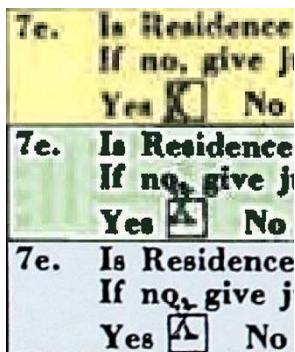 7e. Is Residence
If no, give
Yes No
7e. Is Residence
If no, give
Yes No
7e. Is Residence
If no, give
Yes No